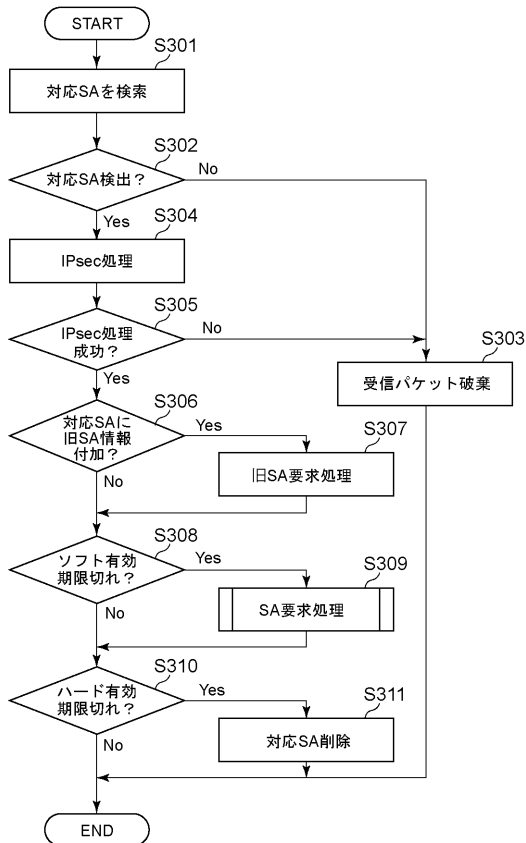 START
S301
対応SAを検索
S302
対応SA検出？
No
Yes
S304
IPsec処理
S305
IPsec処理
成功？
No
Yes
S303
受信パケット破棄
S306
対応SAに
旧SA情報
付加？
Yes
No
S307
旧SA要求処理
S308
ソフト有効
期限切れ？
Yes
No
S309
SA要求処理
S310
ハード有効
期限切れ？
Yes
No
S311
対応SA削除
END